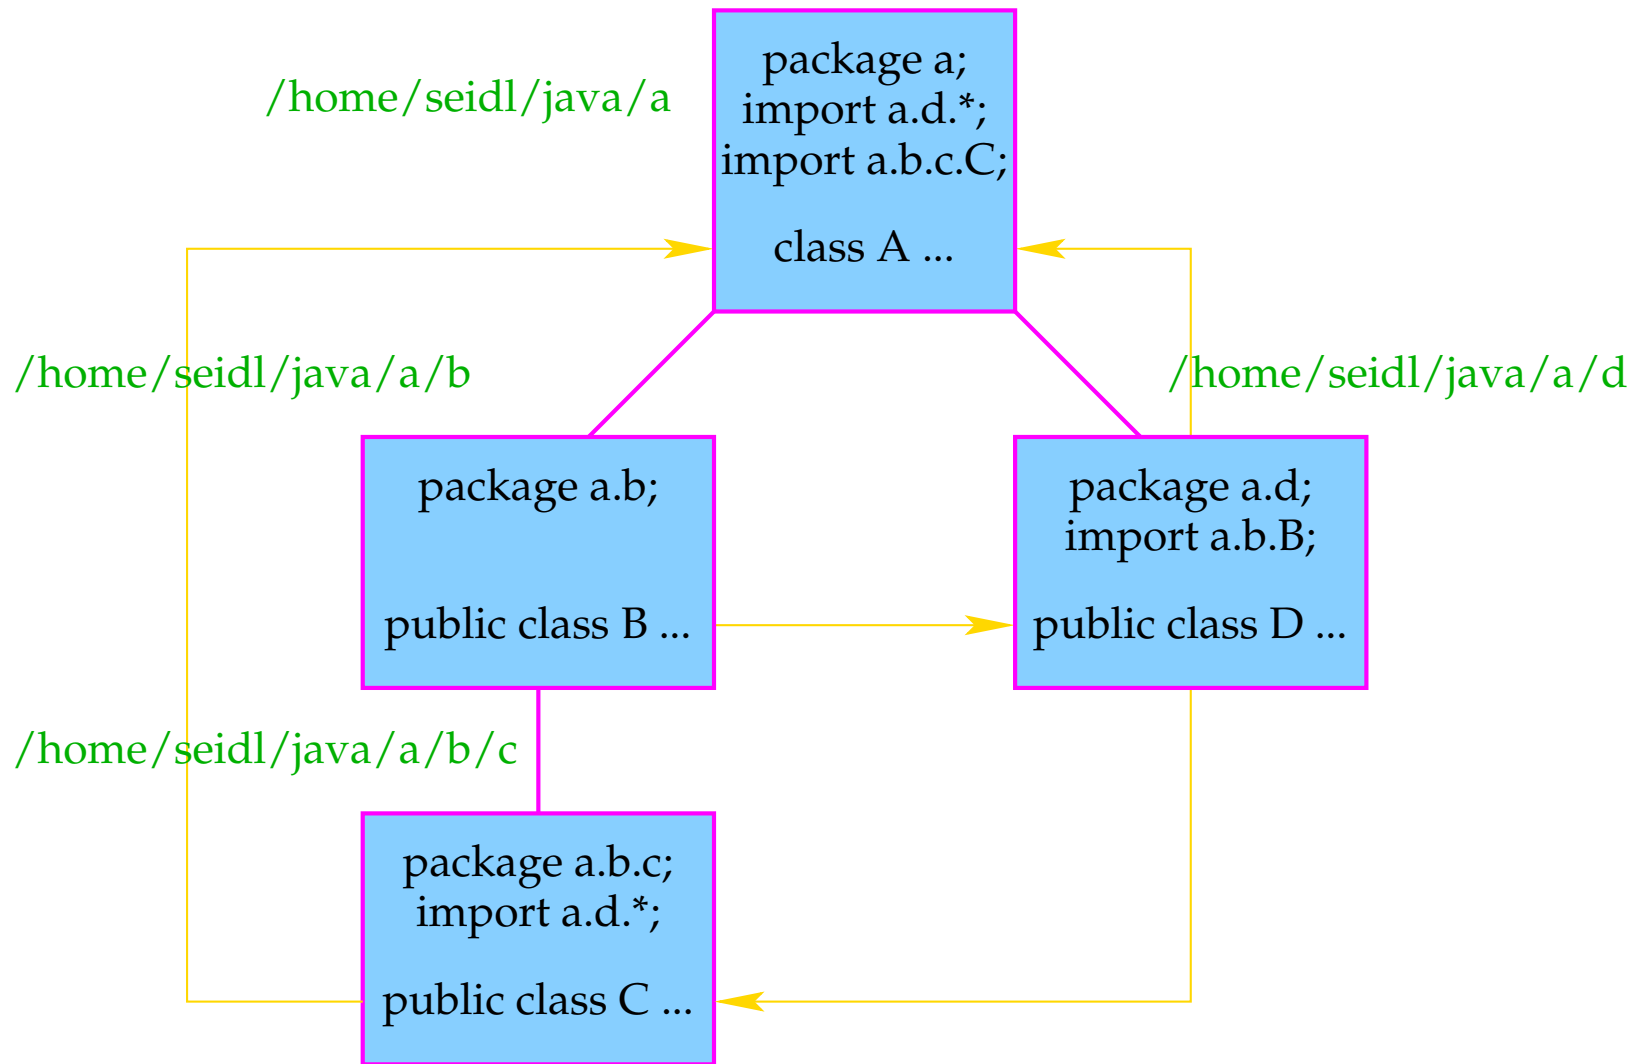 /home/seidl/java/a
package a;
import a.d.*;
import a.b.c.C;
class A ...
/home/seidl/java/a/b
/home/seidl/java/a/d
package a.b;
public class B ...
package a.d;
import a.b.B;
public class D ...
/home/seidl/java/a/b/c
package a.b.c;
import a.d.*;
public class C ...